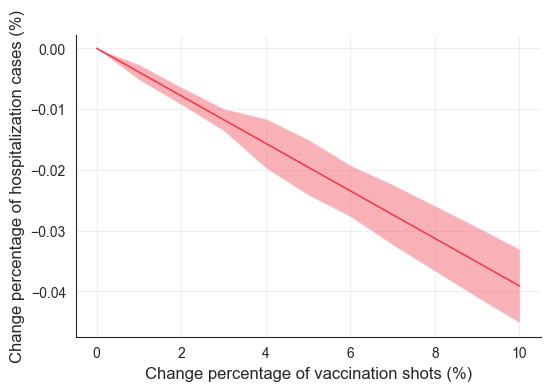 Change percentage of hospitalization cases (%)
0.00
−0.01
−0.02
−0.03
−0.04
0 2 4 6 8 10
Change percentage of vaccination shots (%)